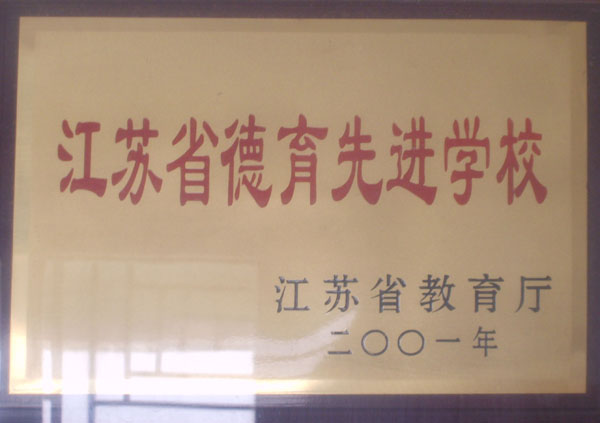 江苏省德育先进学校
江苏省教育厅
二〇〇一年